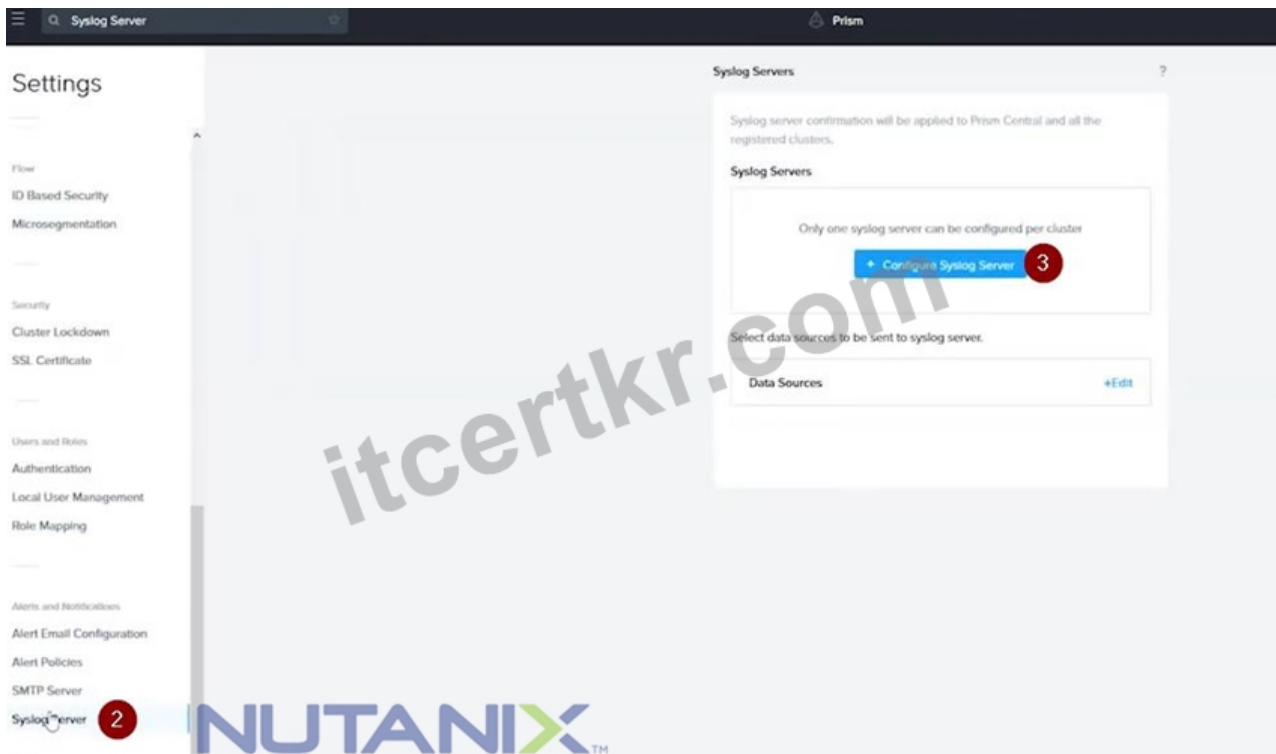 Syslog Server
Prism
Settings
Flow
ID Based Security
Microsegmentation
Security
Cluster Lockdown
SSL Certificate
Users and Roles
Authentication
Local User Management
Role Mapping
Alerts and Notifications
Alert Email Configuration
Alert Policies
SMTP Server
Syslog Server
2
Syslog Servers
?
Syslog server confirmation will be applied to Prism Central and all the
registered clusters.
Syslog Servers
Only one syslog server can be configured per cluster
+ Configure Syslog Server
3
Select data sources to be sent to syslog server.
Data Sources
+Edit
itcertkr.com
NUTANIX
TM